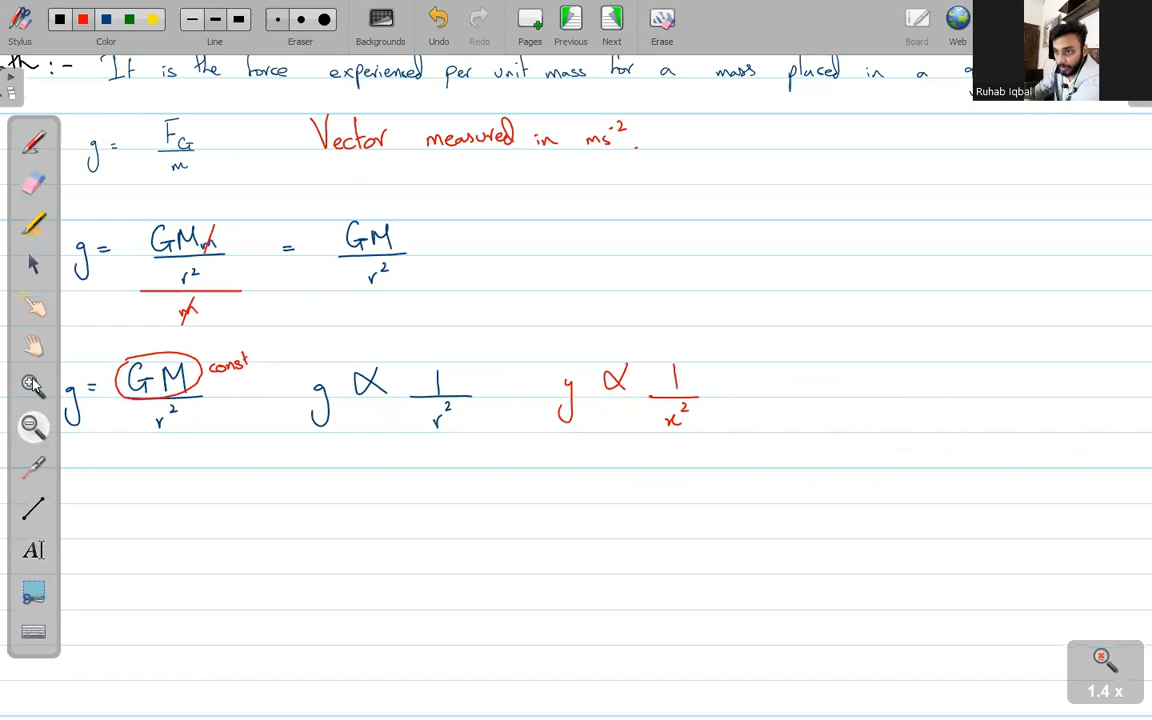 Stylus Color Line Eraser Backgrounds Undo Redo Pages Previous Next Erase Board Web
Ruhab Iqbal
th :- It is the force experienced per unit mass for a mass placed in a g
g = F_G / m Vector measured in ms⁻².
g = (GMm / r²) / m = GM / r²
g = GM / r² const g ∝ 1 / r² y ∝ 1 / x²
AI
1.4 x